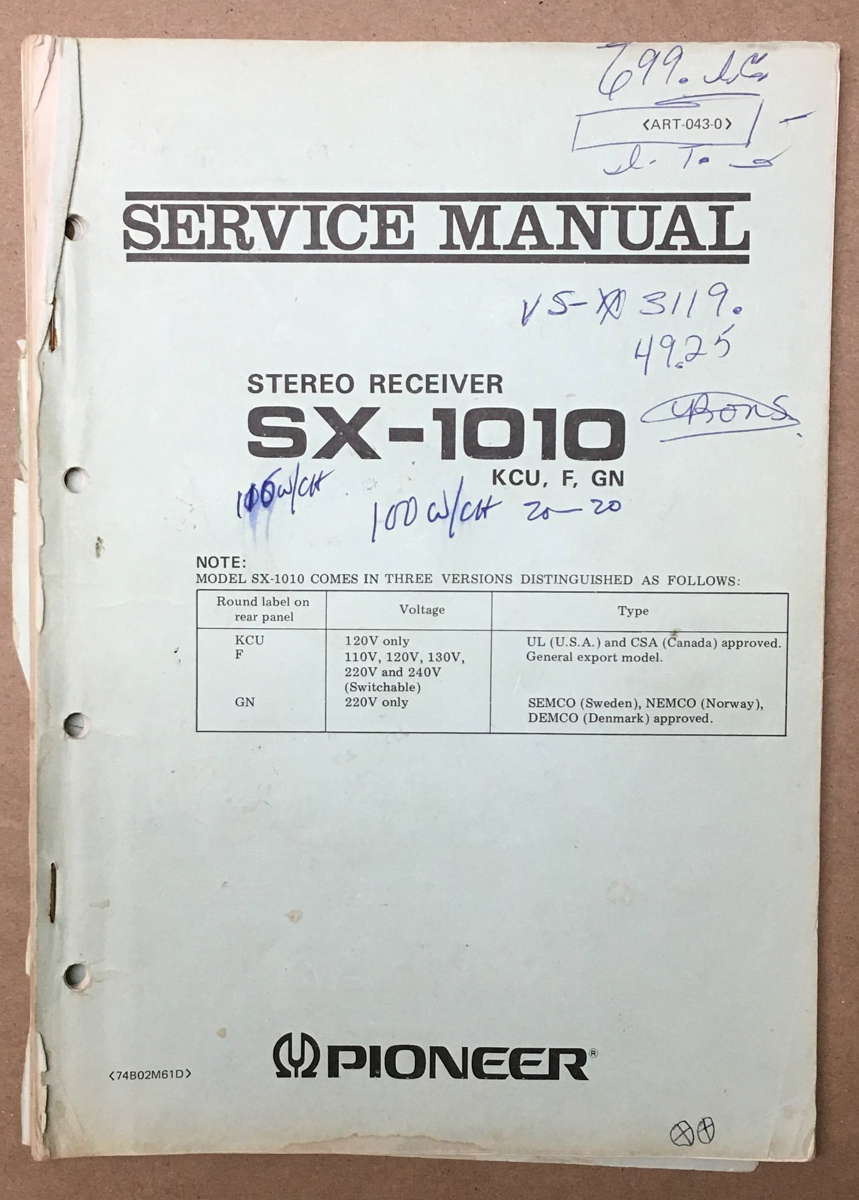 699.
<ART-043-0>
SERVICE MANUAL
VS-X 3119.
49.25
STEREO RECEIVER
SX-1010
KCU, F, GN
100 W/CH
100 W/CH 20-20
NOTE:
MODEL SX-1010 COMES IN THREE VERSIONS DISTINGUISHED AS FOLLOWS:
Round label on rear panel Voltage Type
KCU 120V only UL (U.S.A.) and CSA (Canada) approved.
F 110V, 120V, 130V, General export model.
220V and 240V
(Switchable)
GN 220V only SEMCO (Sweden), NEMCO (Norway),
DEMCO (Denmark) approved.
PIONEER®
<74B02M61D>